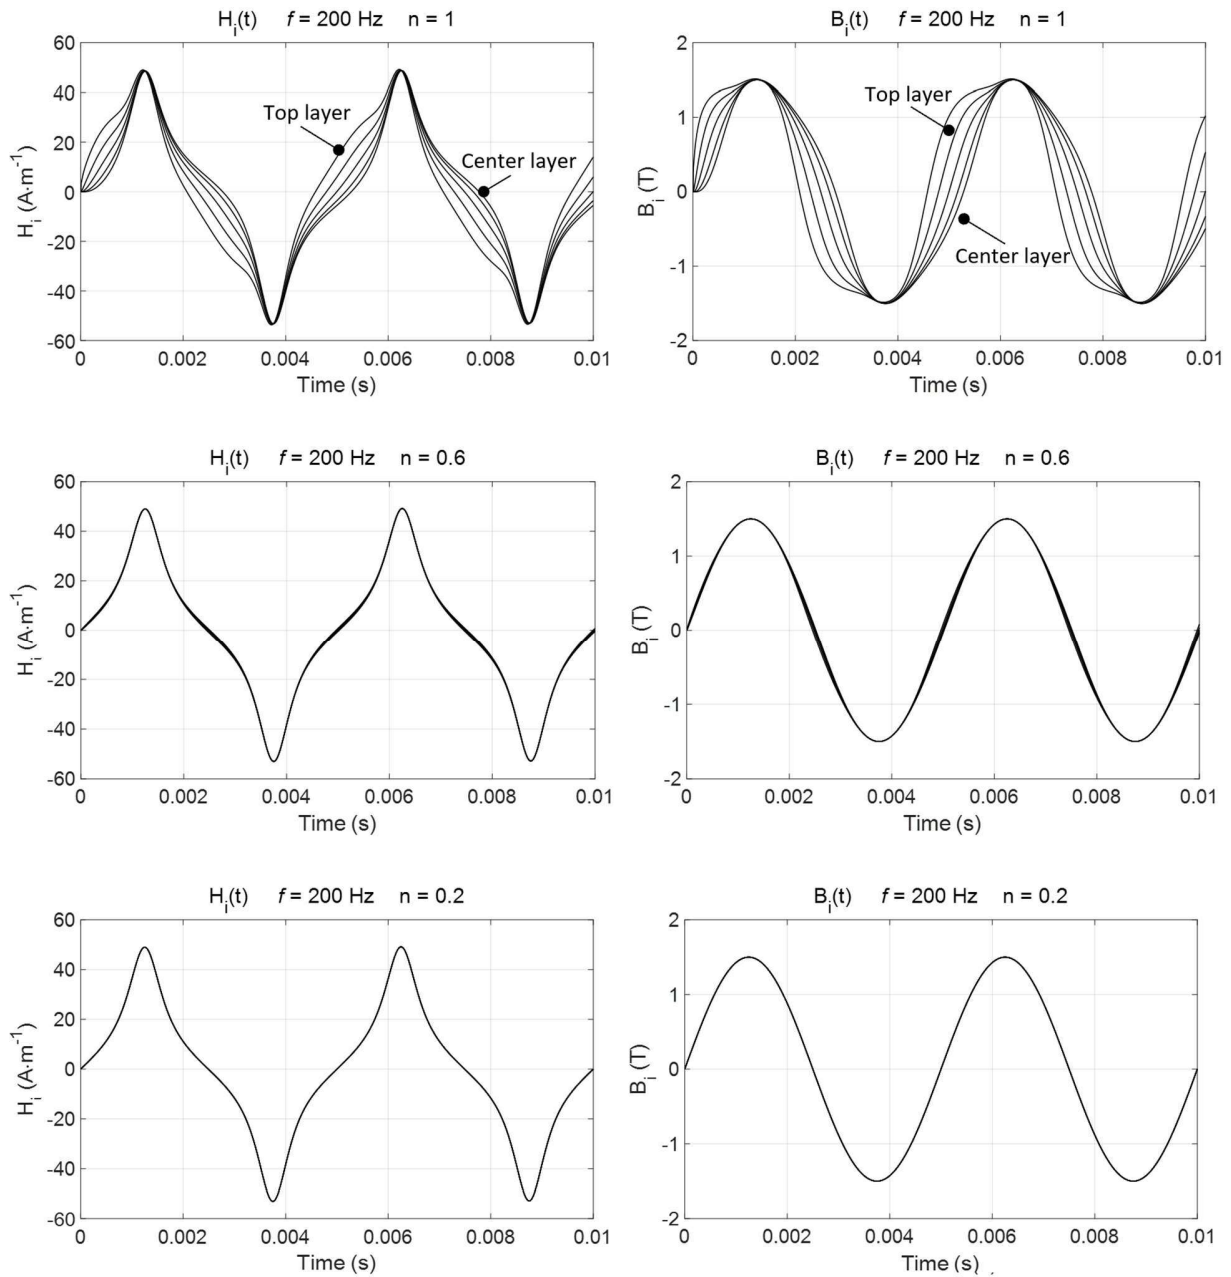 Hi(t) f = 200 Hz n = 1
60
40
20
0
-20
-40
-60
Hi (A·m-1)
Top layer
Center layer
0 0.002 0.004 0.006 0.008 0.01
Time (s)
Bi(t) f = 200 Hz n = 1
2
1
0
-1
-2
Bi (T)
Top layer
Center layer
0 0.002 0.004 0.006 0.008 0.01
Time (s)
Hi(t) f = 200 Hz n = 0.6
60
40
20
0
-20
-40
-60
Hi (A·m-1)
0 0.002 0.004 0.006 0.008 0.01
Time (s)
Bi(t) f = 200 Hz n = 0.6
2
1
0
-1
-2
Bi (T)
0 0.002 0.004 0.006 0.008 0.01
Time (s)
Hi(t) f = 200 Hz n = 0.2
60
40
20
0
-20
-40
-60
Hi (A·m-1)
0 0.002 0.004 0.006 0.008 0.01
Time (s)
Bi(t) f = 200 Hz n = 0.2
2
1
0
-1
-2
Bi (T)
0 0.002 0.004 0.006 0.008 0.01
Time (s)